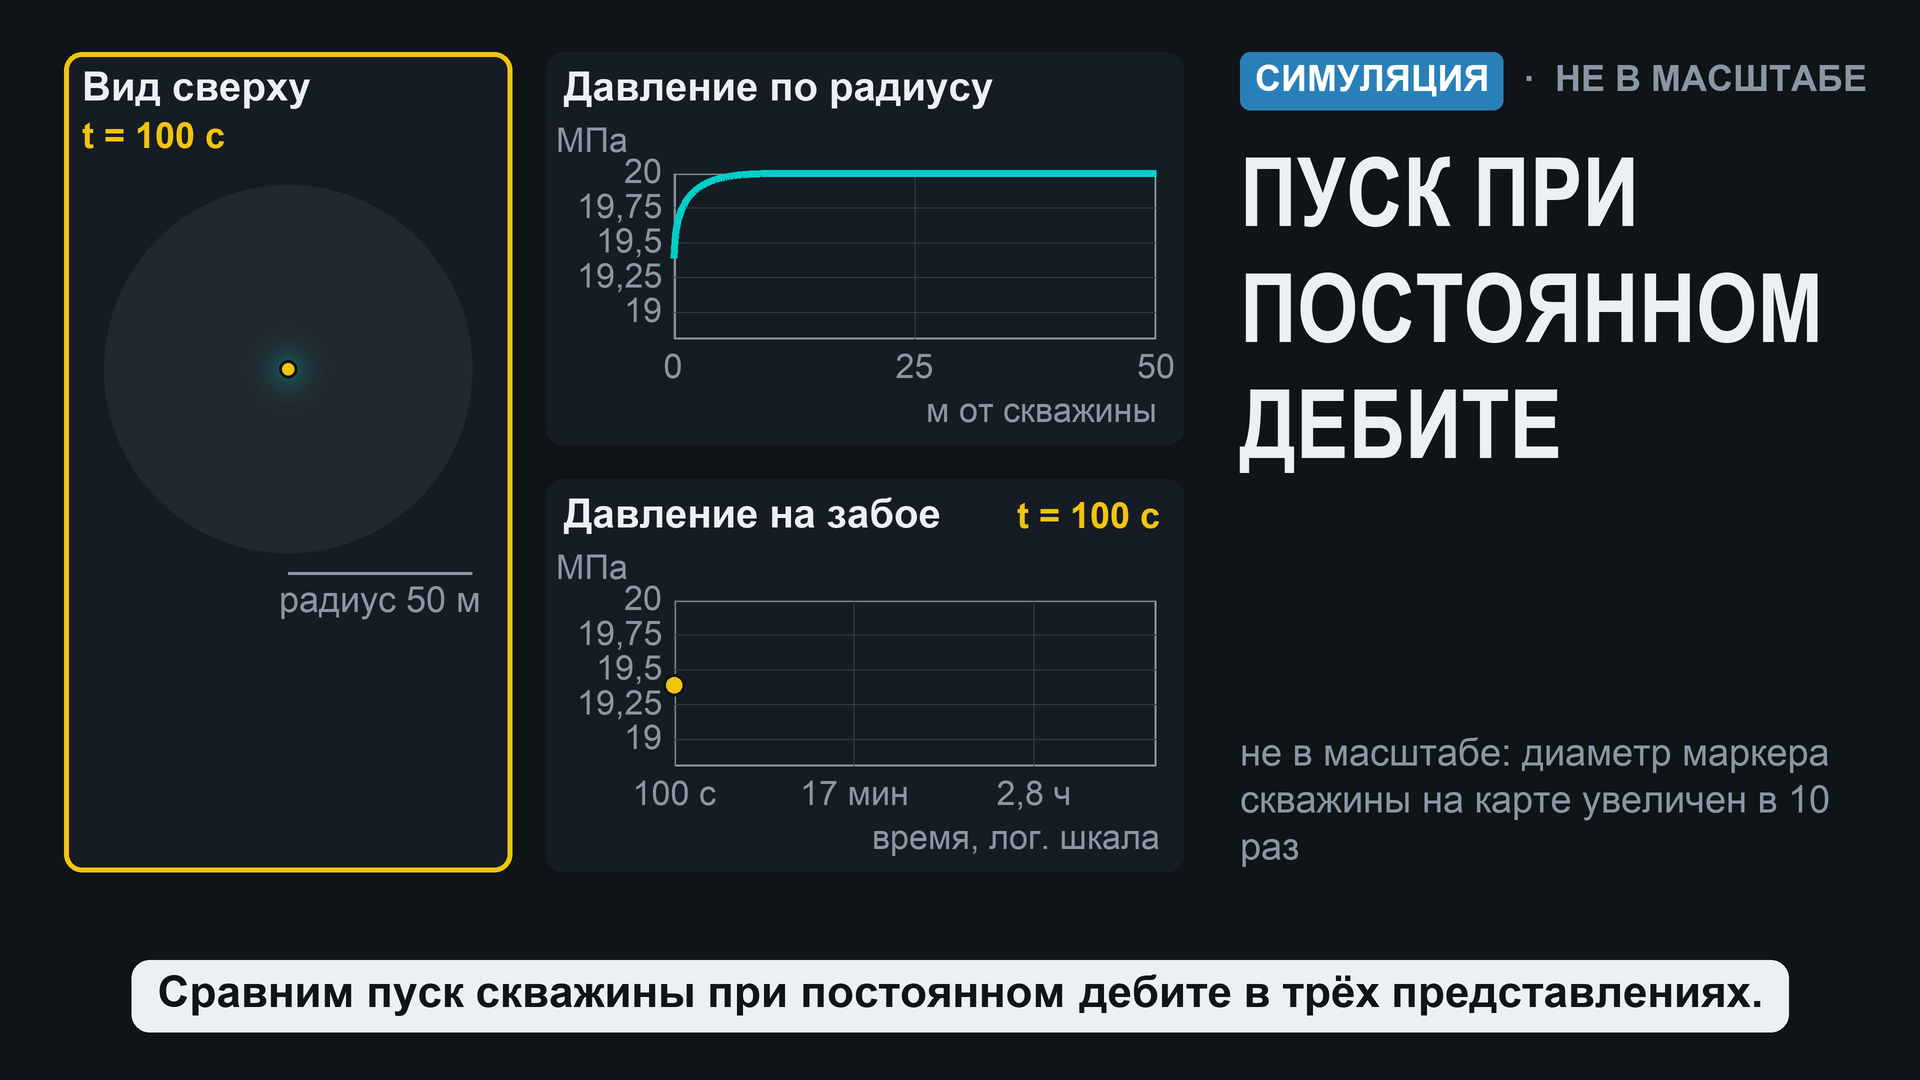 Вид сверху
t = 100 с
радиус 50 м
Давление по радиусу
МПа
20
19,75
19,5
19,25
19
0 25 50
м от скважины
Давление на забое t = 100 с
МПа
20
19,75
19,5
19,25
19
100 с 17 мин 2,8 ч
время, лог. шкала
СИМУЛЯЦИЯ · НЕ В МАСШТАБЕ
ПУСК ПРИ
ПОСТОЯННОМ
ДЕБИТЕ
не в масштабе: диаметр маркера
скважины на карте увеличен в 10
раз
Сравним пуск скважины при постоянном дебите в трёх представлениях.